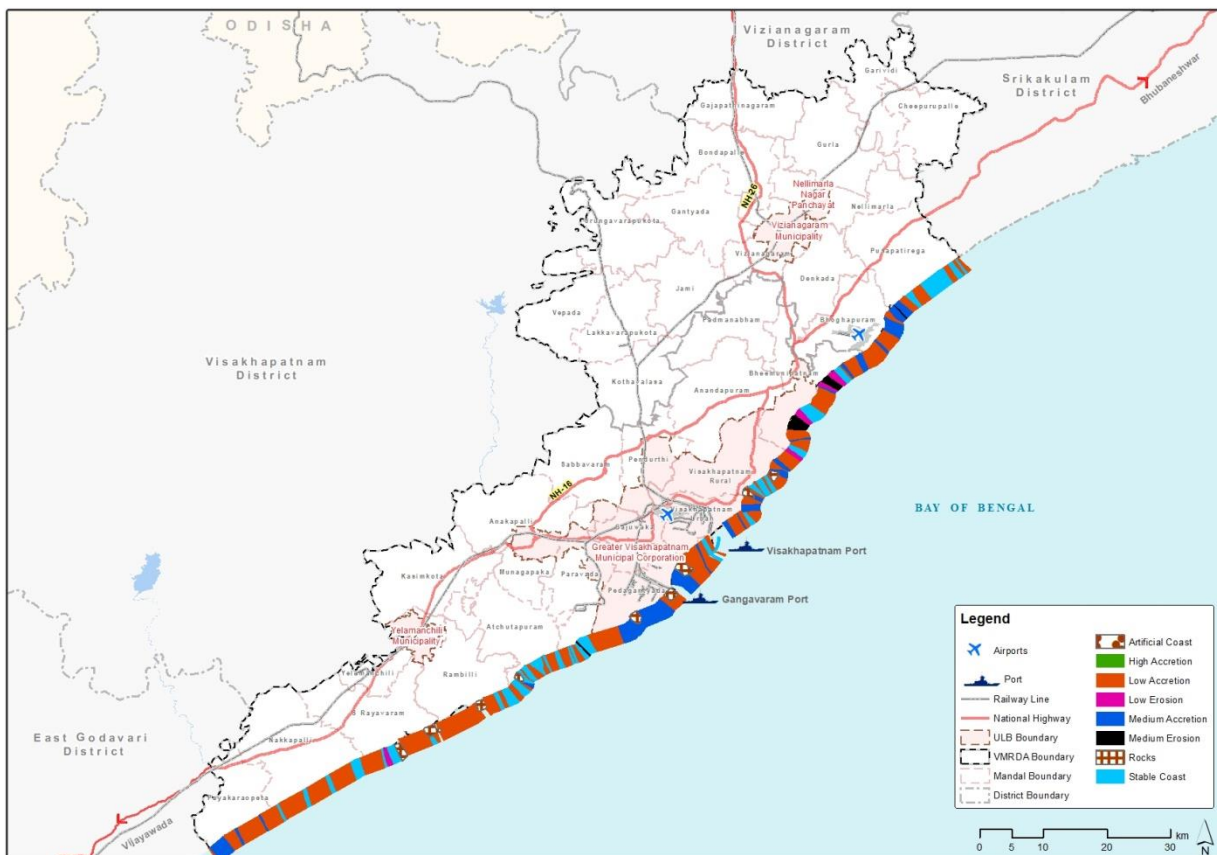 ODISHA
Vizianagaram
District
Srikakulam
District
Bhubaneshwar
Garividi
Cheepurupalle
Gajapathinagaram
Gurla
Bondapalle
NH-26
Nellimarla
Nagar
Panchayat
Nellimarla
Gantyada
Vizianagaram
Municipality
Vizianagaram
Pusapatirega
Denkada
Jami
Padmanabham
Bhoghapuram
Vepada
Lakkavarapukota
Visakhapatnam
District
Kothavalasa
Bheemunipatnam
Anandapuram
Pendurthi
Sabbavaram
Visakhapatnam
Rural
NH-16
BAY OF BENGAL
Anakapalli
Gajuvaka
Visakhapatnam
Urban
Greater Visakhapatnam
Municipal Corporation
Visakhapatnam Port
Kasimkota
Munagapaka
Paravada
Pedagantyada
Gangavaram Port
Atchutapuram
Yelamanchili
Municipality
Yelamanchili
Rambilli
S Rayavaram
East Godavari
District
Nakkapalli
Payakaraopeta
Vijayawada
Legend
Airports
Port
Railway Line
National Highway
ULB Boundary
VMRDA Boundary
Mandal Boundary
District Boundary
Artificial Coast
High Accretion
Low Accretion
Low Erosion
Medium Accretion
Medium Erosion
Rocks
Stable Coast
0 5 10 20 30
km
N